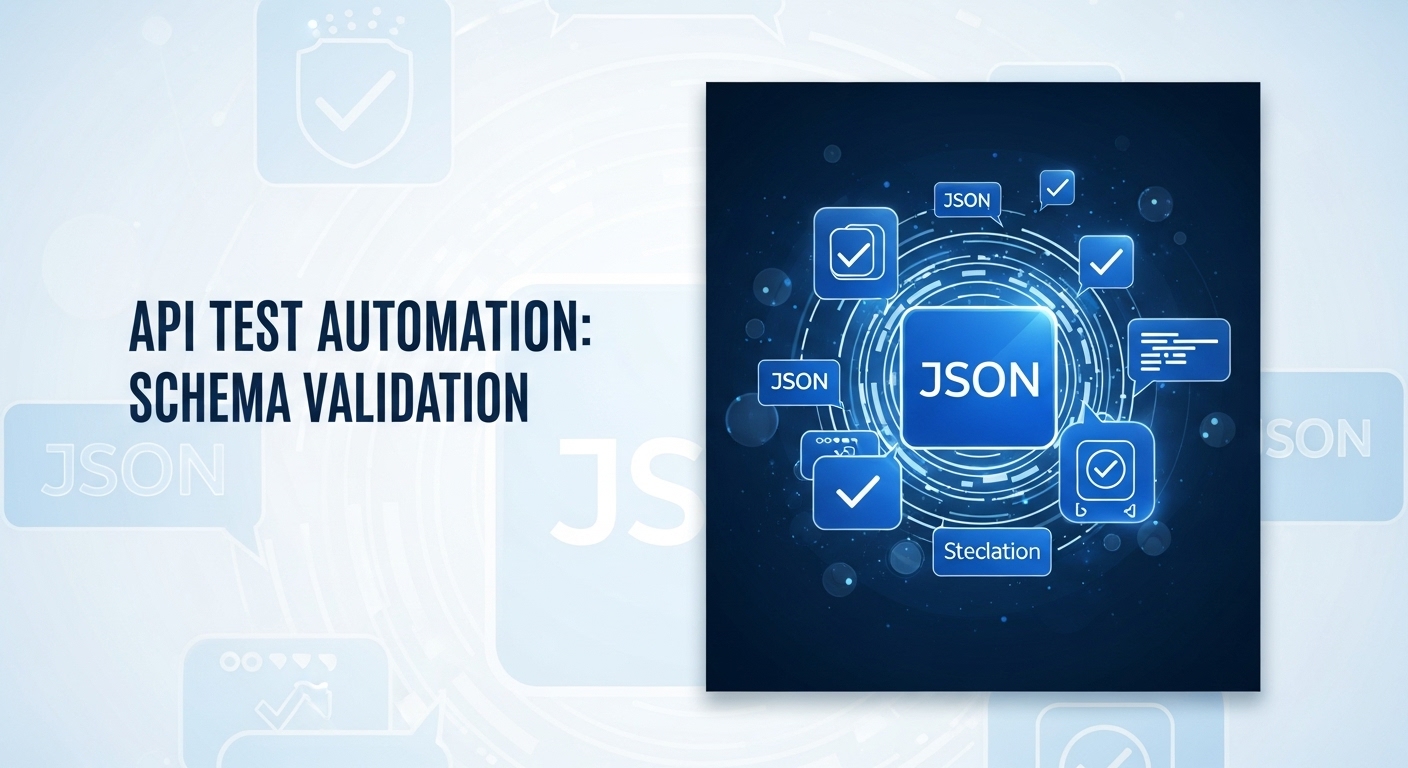 API TEST AUTOMATION:
SCHEMA VALIDATION
JSON
JSON
JSON
Steclation
JSON
JS
SON